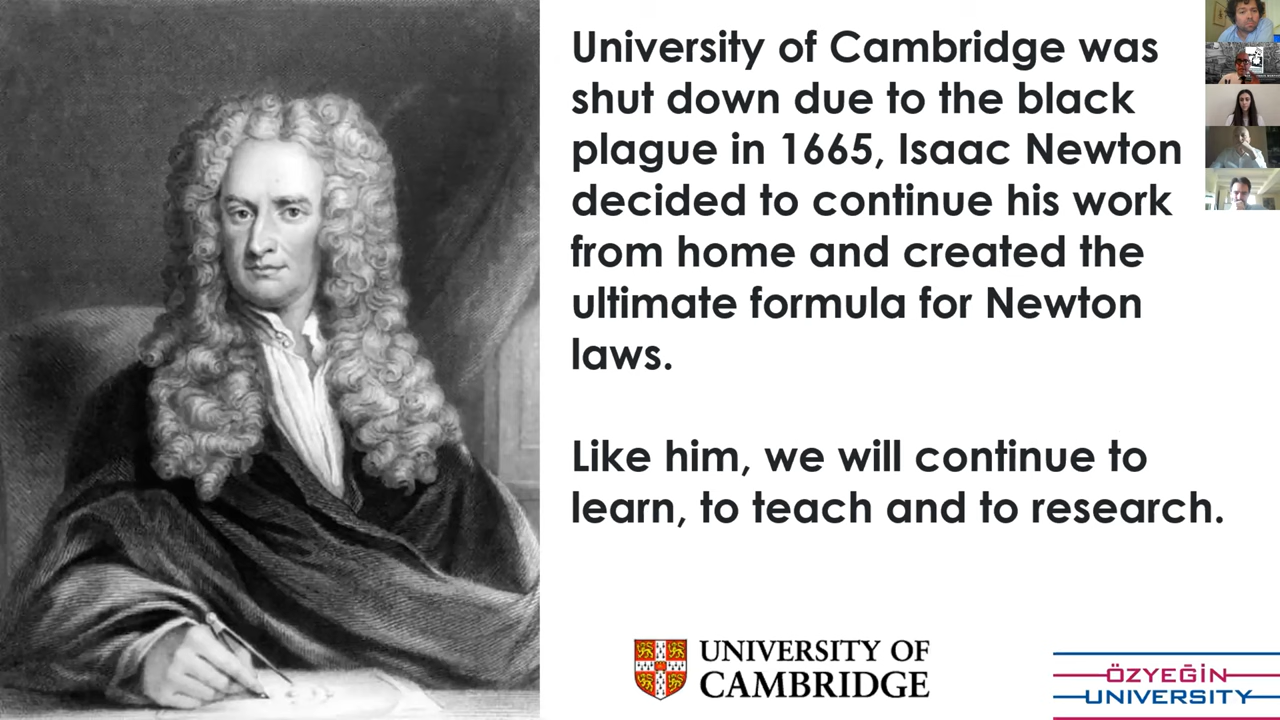 University of Cambridge was
shut down due to the black
plague in 1665, Isaac Newton
decided to continue his work
from home and created the
ultimate formula for Newton
laws.
Like him, we will continue to
learn, to teach and to research.
UNIVERSITY OF
CAMBRIDGE
ÖZYEĞİN
UNIVERSITY